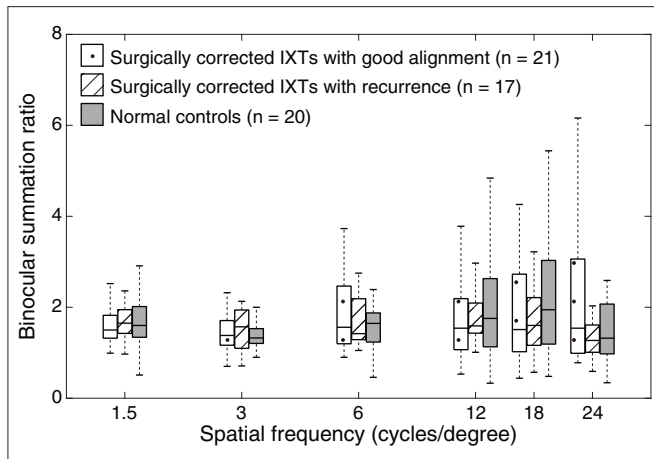 8
6
4
2
0
Binocular summation ratio
Surgically corrected IXTs with good alignment (n = 21)
Surgically corrected IXTs with recurrence (n = 17)
Normal controls (n = 20)
1.5 3 6 12 18 24
Spatial frequency (cycles/degree)